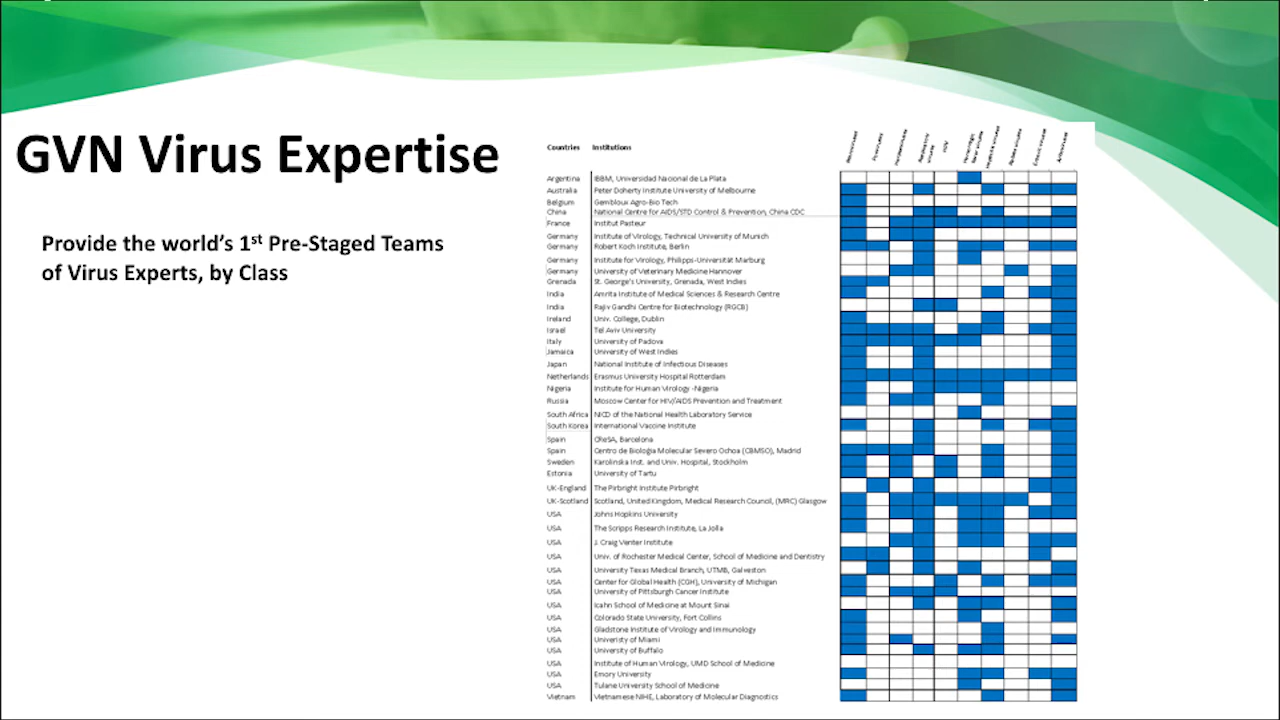 GVN Virus Expertise
Provide the world's 1st Pre-Staged Teams
of Virus Experts, by Class
Countries Institutions
Argentina IBBM, Universidad Nacional de La Plata
Australia Peter Doherty Institute University of Melbourne
Belgium Gembloux Agro-Bio Tech
China National Centre for AIDS/STD Control & Prevention, China CDC
France Institut Pasteur
Germany Institute of Virology, Technical University of Munich
Germany Robert Koch Institute, Berlin
Germany Institute for Virology, Philipps-Universität Marburg
Germany University of Veterinary Medicine Hannover
Grenada St. George's University, Grenada, West Indies
India Amrita Institute of Medical Sciences & Research Centre
India Rajiv Gandhi Centre for Biotechnology (RGCB)
Ireland Univ. College, Dublin
Israel Tel Aviv University
Italy University of Padova
Jamaica University of West Indies
Japan National Institute of Infectious Diseases
Netherlands Erasmus University Hospital Rotterdam
Nigeria Institute for Human Virology -Nigeria
Russia Moscow Center for HIV/AIDS Prevention and Treatment
South Africa NICD of the National Health Laboratory Service
South Korea International Vaccine Institute
Spain CReSA, Barcelona
Spain Centro de Biología Molecular Severo Ochoa (CBMSO), Madrid
Sweden Karolinska Inst. and Univ. Hospital, Stockholm
Estonia University of Tartu
UK-England The Pirbright Institute Pirbright
UK-Scotland Scotland, United Kingdom, Medical Research Council, (MRC) Glasgow
USA Johns Hopkins University
USA The Scripps Research Institute, La Jolla
USA J. Craig Venter Institute
USA Univ. of Rochester Medical Center, School of Medicine and Dentistry
USA University Texas Medical Branch, UTMB, Galveston
USA Center for Global Health (CGH), University of Michigan
USA University of Pittsburgh Cancer Institute
USA Icahn School of Medicine at Mount Sinai
USA Colorado State University, Fort Collins
USA Gladstone Institute of Virology and Immunology
USA Univeristy of Miami
USA University of Buffalo
USA Institute of Human Virology, UMD School of Medicine
USA Emory University
USA Tulane University School of Medicine
Vietnam Vietnamese NIHE, Laboratory of Molecular Diagnostics